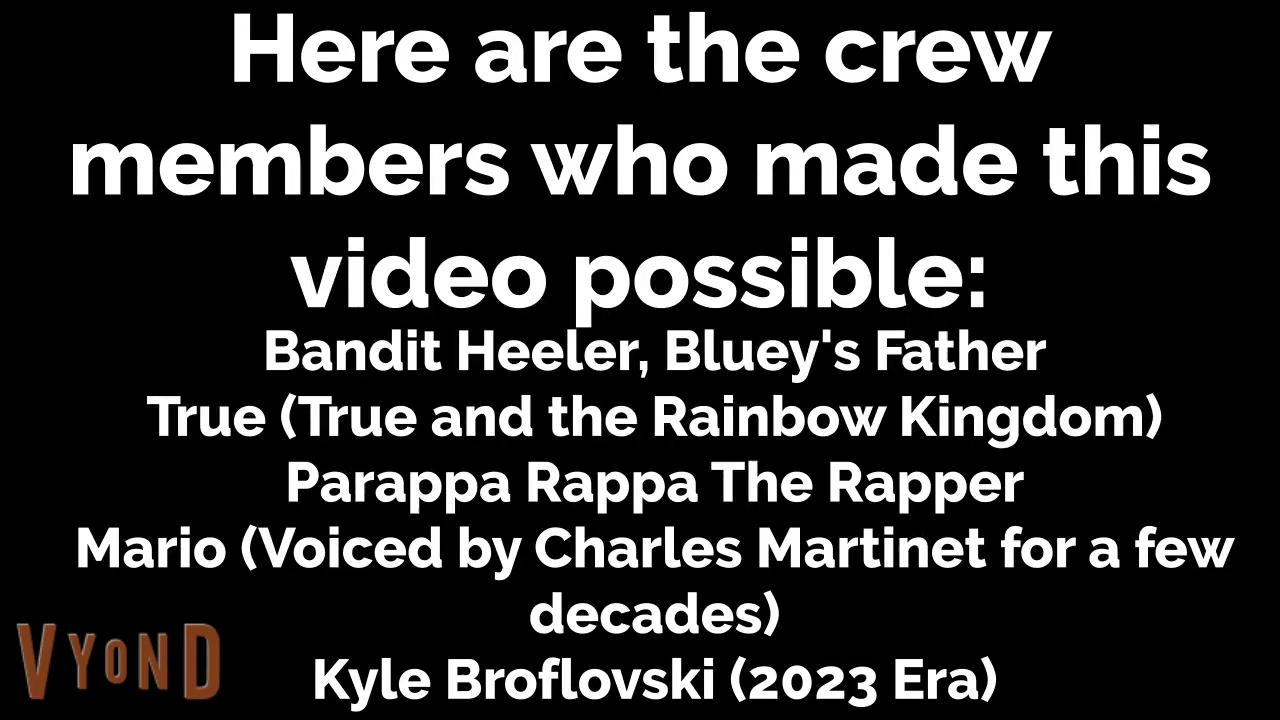 Here are the crew
members who made this
video possible:
Bandit Heeler, Bluey's Father
True (True and the Rainbow Kingdom)
Parappa Rappa The Rapper
Mario (Voiced by Charles Martinet for a few
decades)
Kyle Broflovski (2023 Era)
VYOND